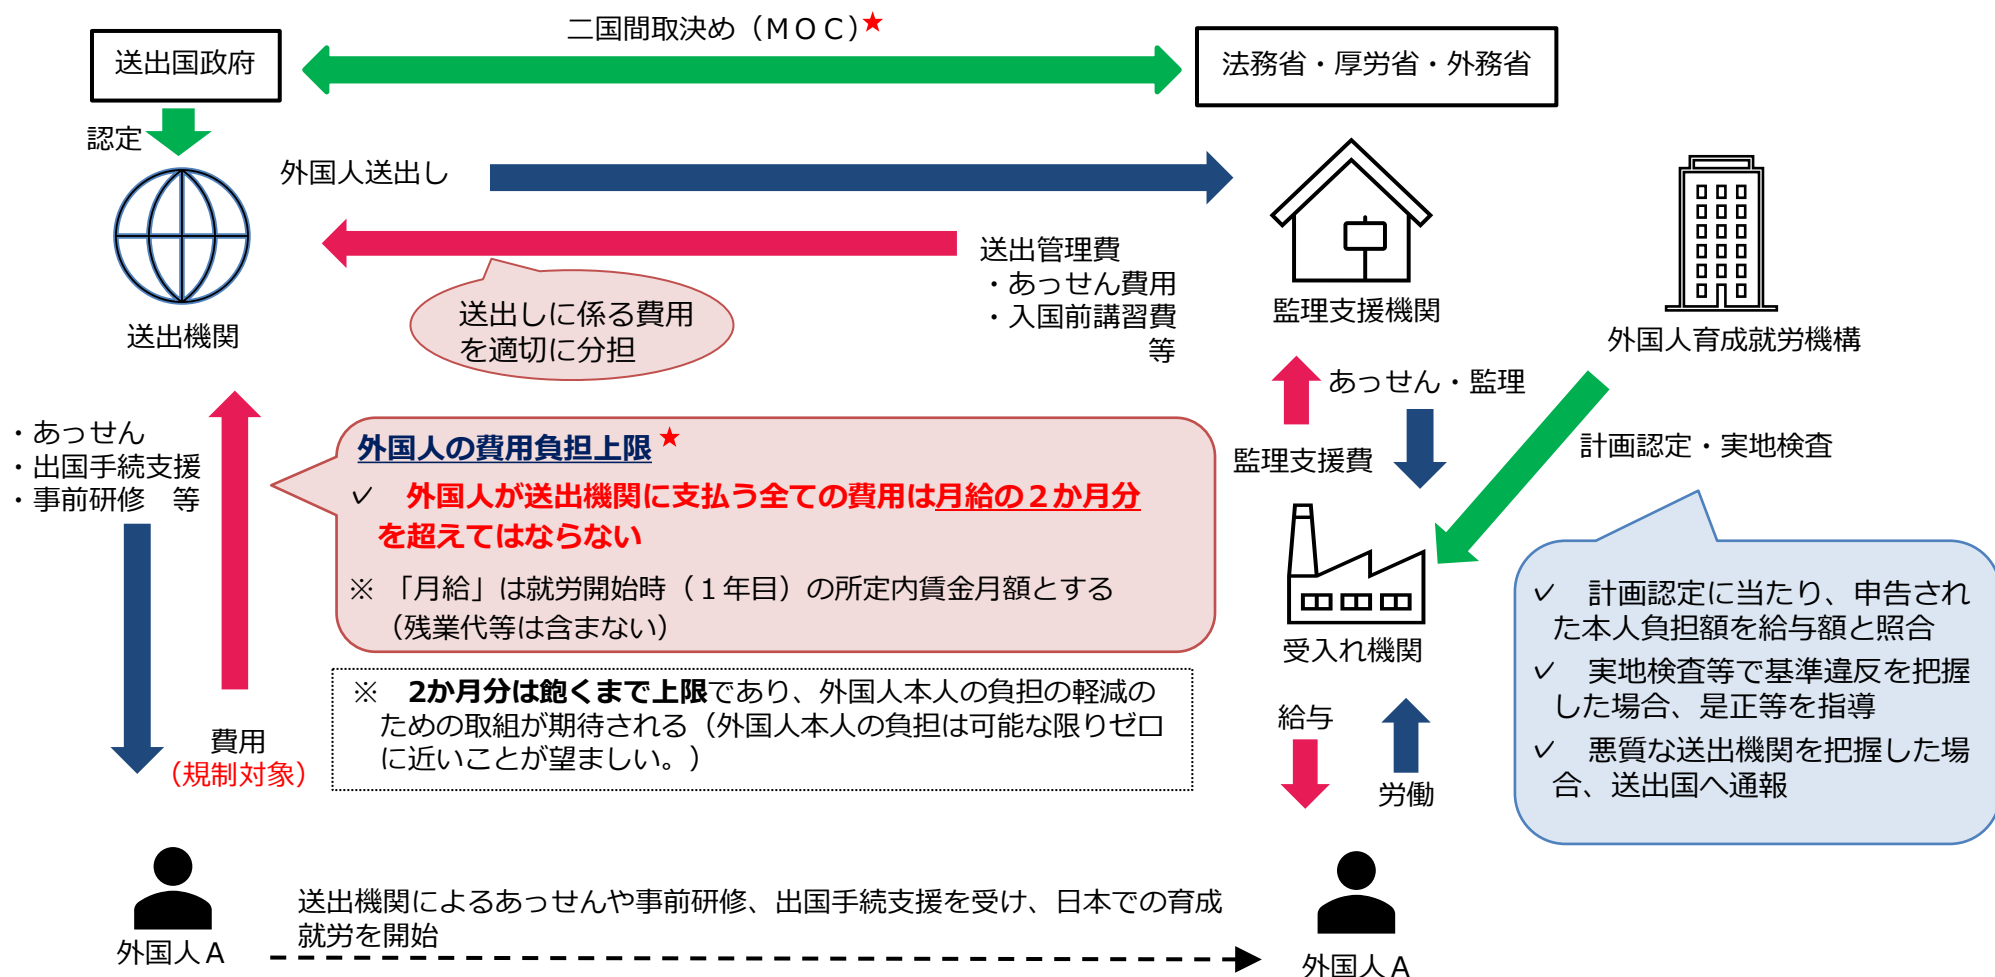 二国間取決め（ＭＯＣ）★
送出国政府
法務省・厚労省・外務省
認定
外国人送出し
送出管理費
・あっせん費用
・入国前講習費
等
送出しに係る費用
を適切に分担
送出機関
監理支援機関
外国人育成就労機構
あっせん・監理
監理支援費
計画認定・実地検査
・あっせん
・出国手続支援
・事前研修　等
外国人の費用負担上限★
✓　外国人が送出機関に支払う全ての費用は月給の２か月分
を超えてはならない
※ 「月給」は就労開始時（１年目）の所定内賃金月額とする
（残業代等は含まない）
※　2か月分は飽くまで上限であり、外国人本人の負担の軽減の
ための取組が期待される（外国人本人の負担は可能な限りゼロ
に近いことが望ましい。）
費用
（規制対象）
受入れ機関
給与
労働
✓　計画認定に当たり、申告され
た本人負担額を給与額と照合
✓　実地検査等で基準違反を把握
した場合、是正等を指導
✓　悪質な送出機関を把握した場
合、送出国へ通報
送出機関によるあっせんや事前研修、出国手続支援を受け、日本での育成
就労を開始
外国人Ａ
外国人Ａ